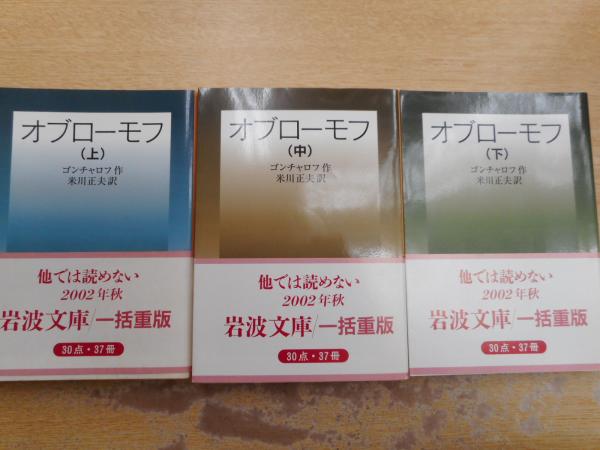 オブローモフ
(上)
ゴンチャロフ作
米川正夫訳
他では読めない
2002年秋
岩波文庫/一括重版
30点・37冊
オブローモフ
(中)
ゴンチャロフ作
米川正夫訳
他では読めない
2002年秋
岩波文庫/一括重版
30点・37冊
オブローモフ
(下)
ゴンチャロフ作
米川正夫訳
他では読めない
2002年秋
岩波文庫/一括重版
30点・37冊